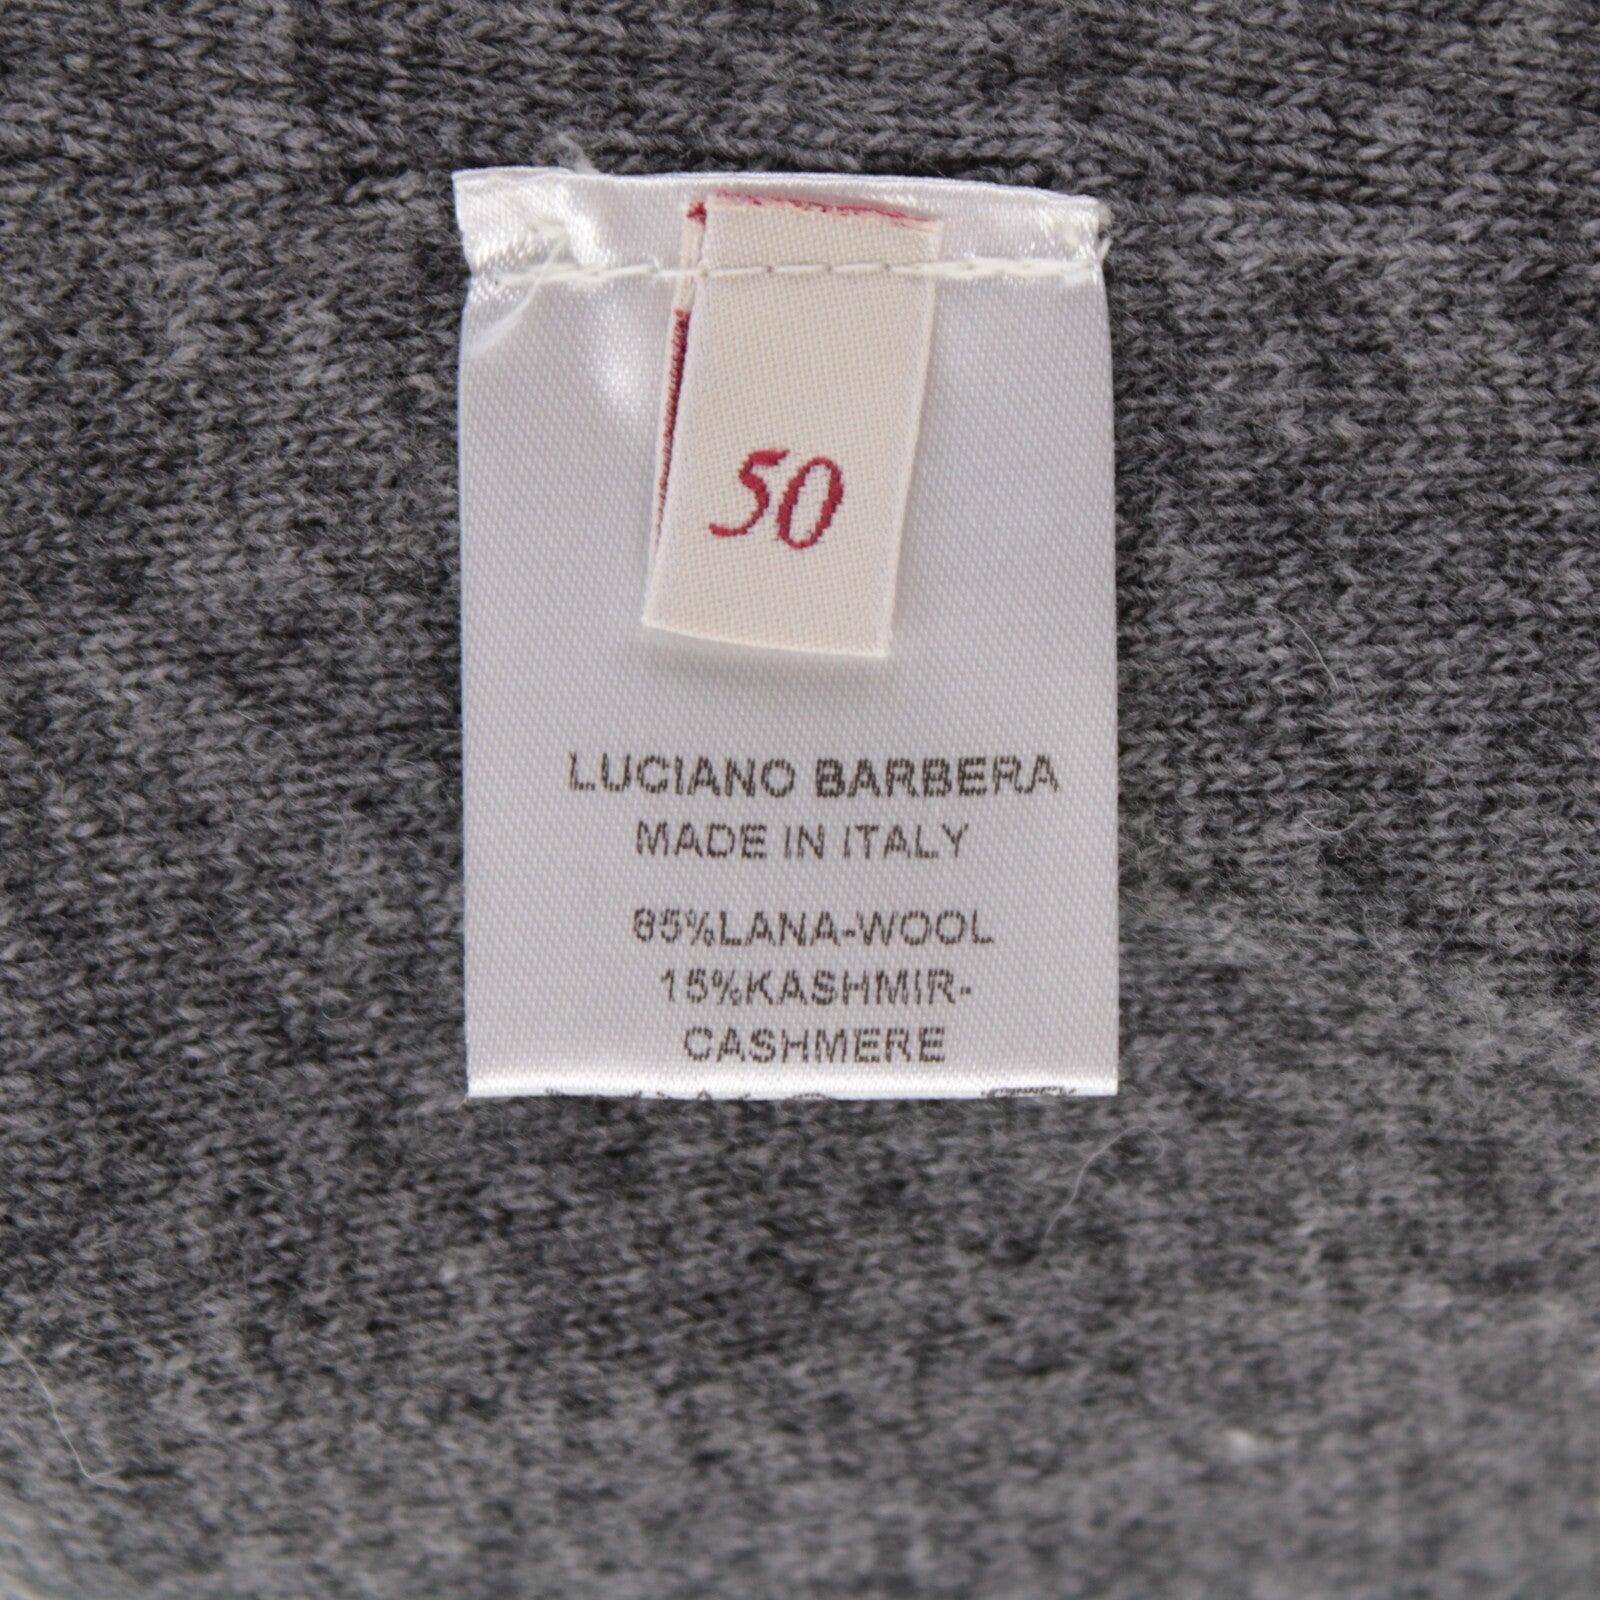 50
LUCIANO BARBERA
MADE IN ITALY
85%LANA-WOOL
15%KASHMIR-
CASHMERE